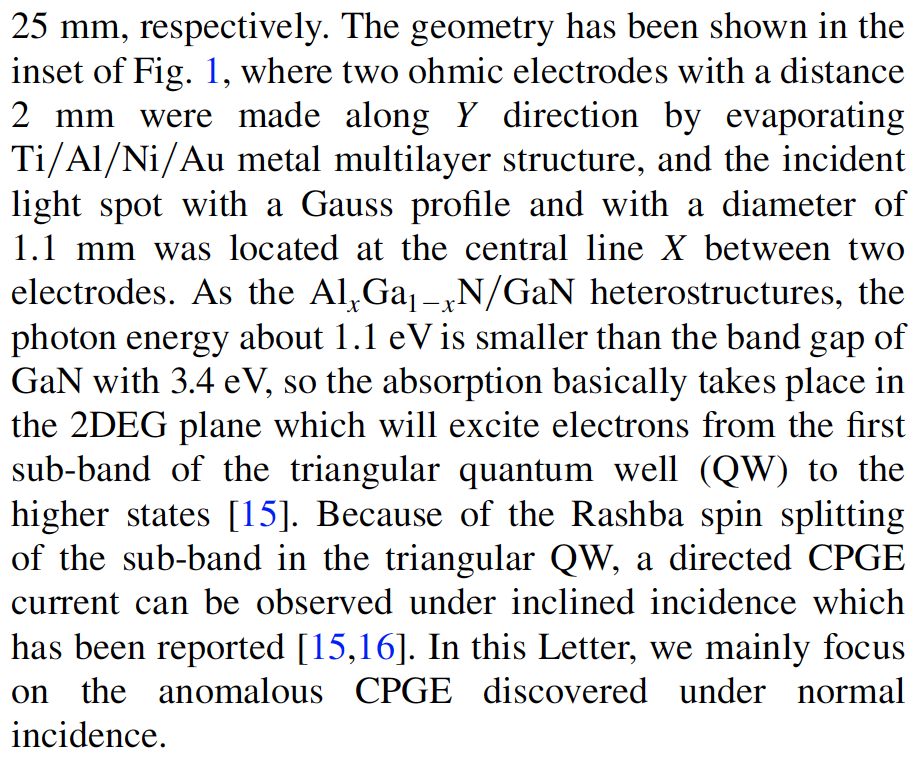 25 mm, respectively. The geometry has been shown in the
inset of Fig. 1, where two ohmic electrodes with a distance
2 mm were made along Y direction by evaporating
Ti/Al/Ni/Au metal multilayer structure, and the incident
light spot with a Gauss profile and with a diameter of
1.1 mm was located at the central line X between two
electrodes. As the AlₓGa₁₋ₓN/GaN heterostructures, the
photon energy about 1.1 eV is smaller than the band gap of
GaN with 3.4 eV, so the absorption basically takes place in
the 2DEG plane which will excite electrons from the first
sub-band of the triangular quantum well (QW) to the
higher states [15]. Because of the Rashba spin splitting
of the sub-band in the triangular QW, a directed CPGE
current can be observed under inclined incidence which
has been reported [15,16]. In this Letter, we mainly focus
on the anomalous CPGE discovered under normal
incidence.